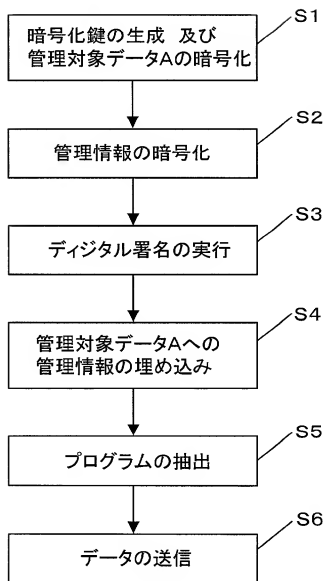 S1
暗号化鍵の生成 及び
管理対象データAの暗号化
S2
管理情報の暗号化
S3
ディジタル署名の実行
S4
管理対象データAへの
管理情報の埋め込み
S5
プログラムの抽出
S6
データの送信